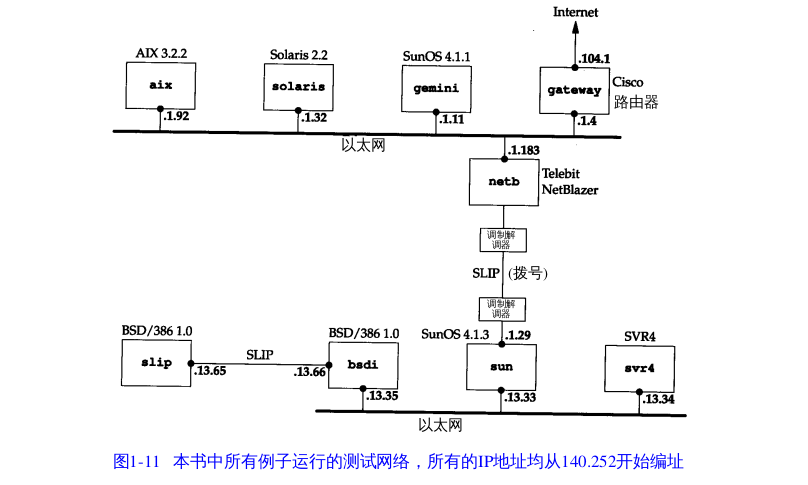 Internet
AIX 3.2.2
Solaris 2.2
SunOS 4.1.1
.104.1
aix
solaris
gemini
gateway
Cisco
路由器
.1.92
.1.32
.1.11
.1.4
以太网
.1.183
netb
Telebit
NetBlazer
调制解
调器
SLIP (拨号)
调制解
调器
BSD/386 1.0
BSD/386 1.0
SunOS 4.1.3
.1.29
SVR4
slip
SLIP
bsdi
sun
svr4
.13.65
.13.66
.13.35
.13.33
.13.34
以太网
图1-11 本书中所有例子运行的测试网络，所有的IP地址均从140.252开始编址